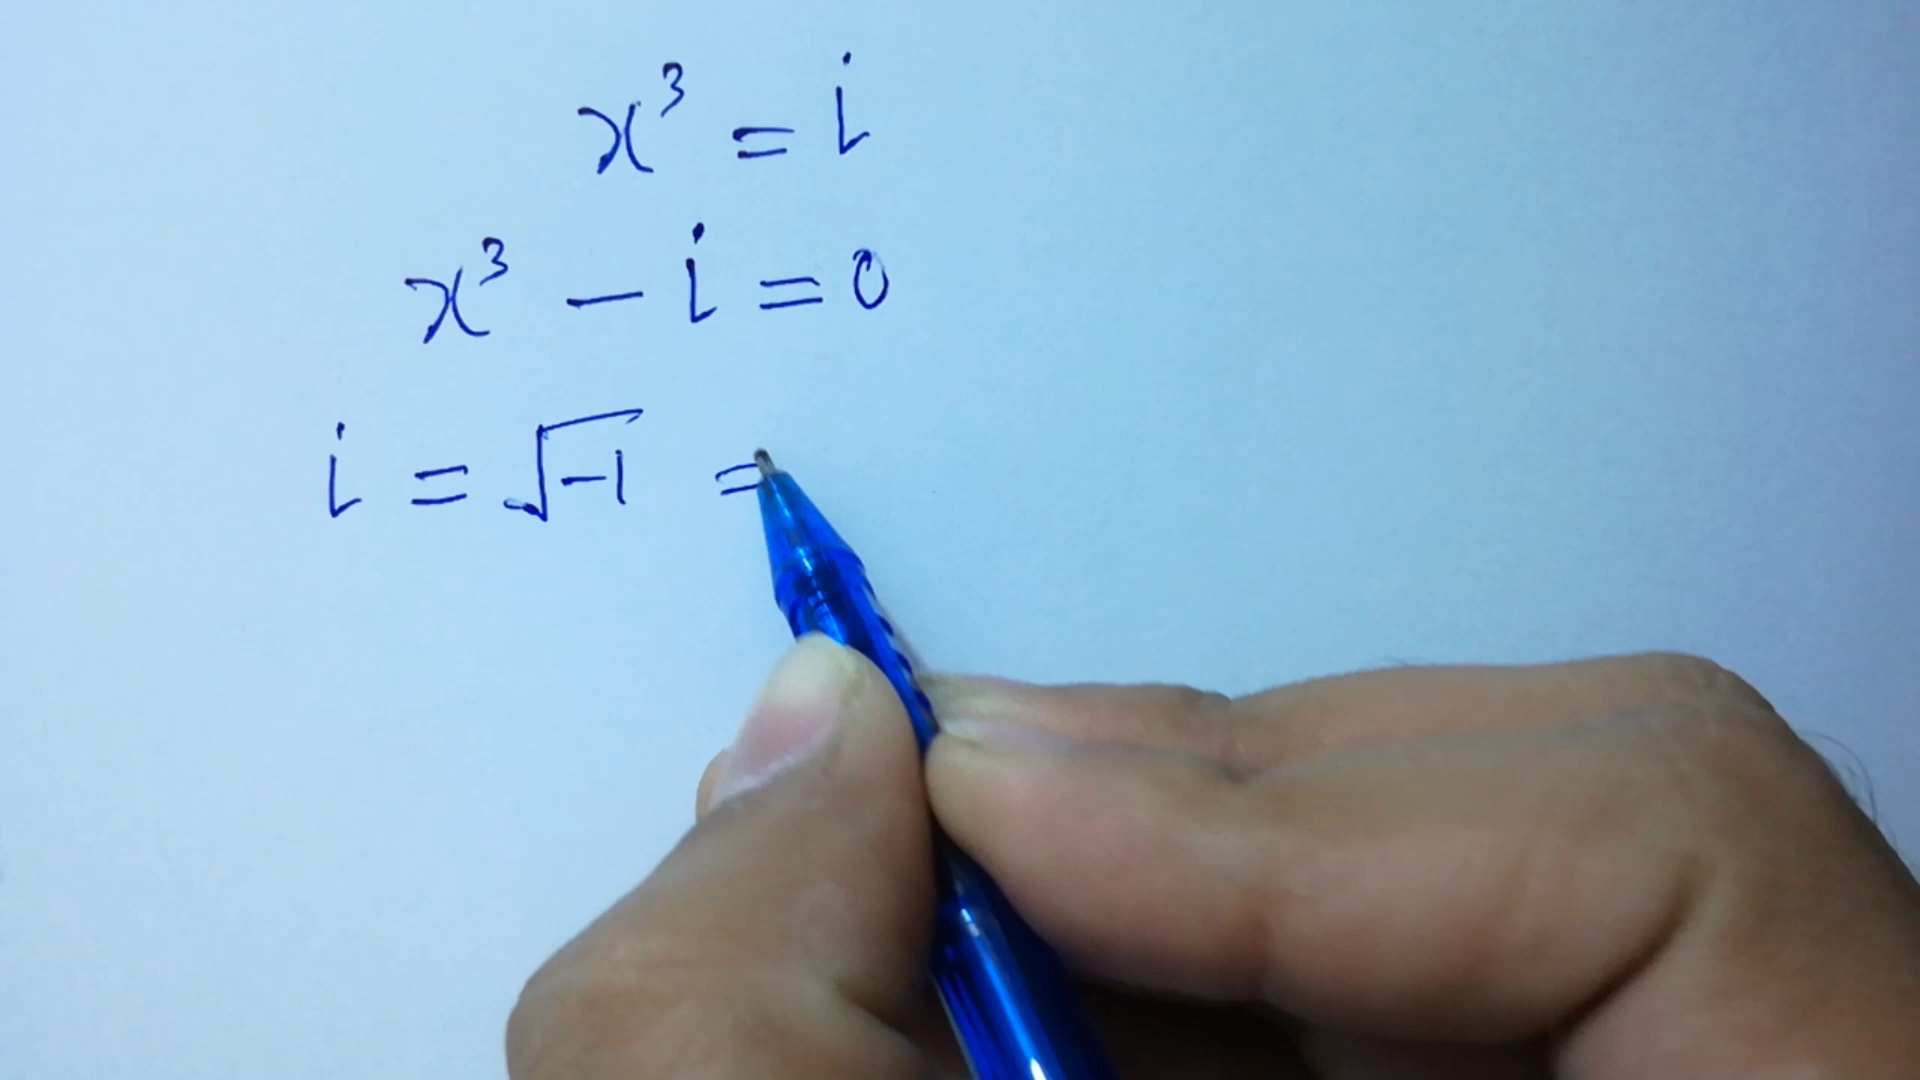 x³ = i
x³ − i = 0
i = √-1 =